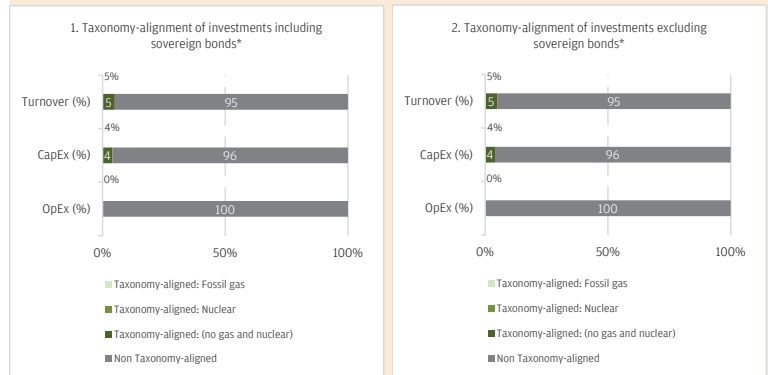 1. Taxonomy-alignment of investments including
sovereign bonds*
5%
Turnover (%)
5
95
4%
CapEx (%)
4
96
0%
OpEx (%)
100
0%
50%
100%
Taxonomy-aligned: Fossil gas
Taxonomy-aligned: Nuclear
Taxonomy-aligned: (no gas and nuclear)
Non Taxonomy-aligned
2. Taxonomy-alignment of investments excluding
sovereign bonds*
5%
Turnover (%)
5
95
4%
CapEx (%)
4
96
0%
OpEx (%)
100
0%
50%
100%
Taxonomy-aligned: Fossil gas
Taxonomy-aligned: Nuclear
Taxonomy-aligned: (no gas and nuclear)
Non Taxonomy-aligned